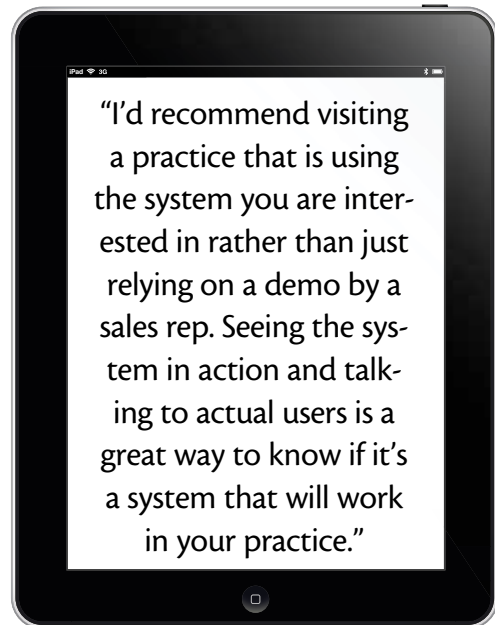 iPad 3G
“I’d recommend visiting
a practice that is using
the system you are inter-
ested in rather than just
relying on a demo by a
sales rep. Seeing the sys-
tem in action and talk-
ing to actual users is a
great way to know if it’s
a system that will work
in your practice.”